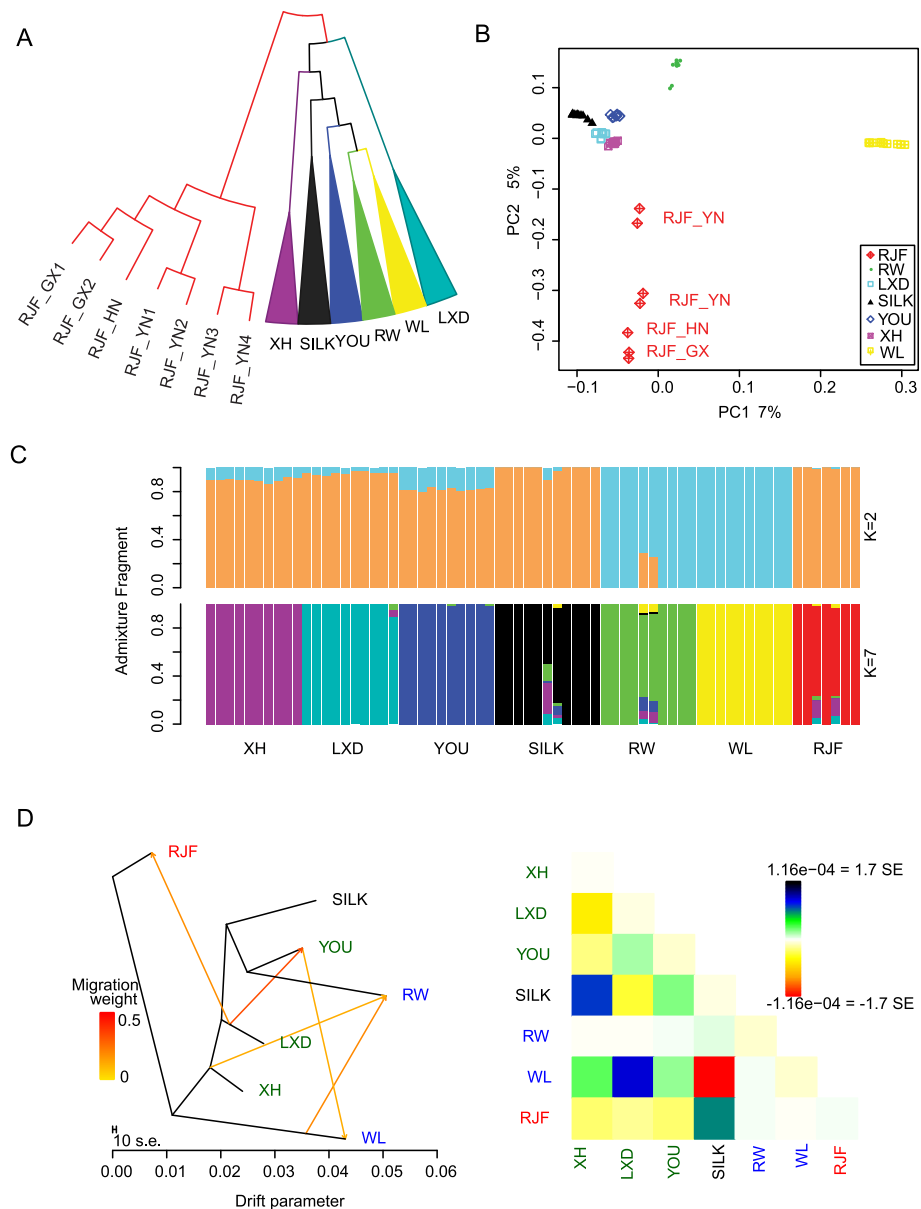 A
RJF_GX1
RJF_GX2
RJF_HN
RJF_YN1
RJF_YN2
RJF_YN3
RJF_YN4
XH
SILK
YOU
RW
WL
LXD
B
0.1
0.0
−0.1
−0.2
−0.3
−0.4
PC2 5%
RJF_YN
RJF_YN
RJF_HN
RJF_GX
RJF
RW
LXD
SILK
YOU
XH
WL
−0.1 0.0 0.1 0.2 0.3
PC1 7%
C
Admixture Fragment
0.8
0.4
0.0
K=2
0.8
0.4
0.0
K=7
XH LXD YOU SILK RW WL RJF
D
RJF
SILK
YOU
RW
LXD
XH
WL
Migration
weight
0.5
0
10 s.e.
0.00 0.01 0.02 0.03 0.04 0.05 0.06
Drift parameter
XH
LXD
YOU
SILK
RW
WL
RJF
XH LXD YOU SILK RW WL RJF
1.16e−04 = 1.7 SE
-1.16e−04 = -1.7 SE